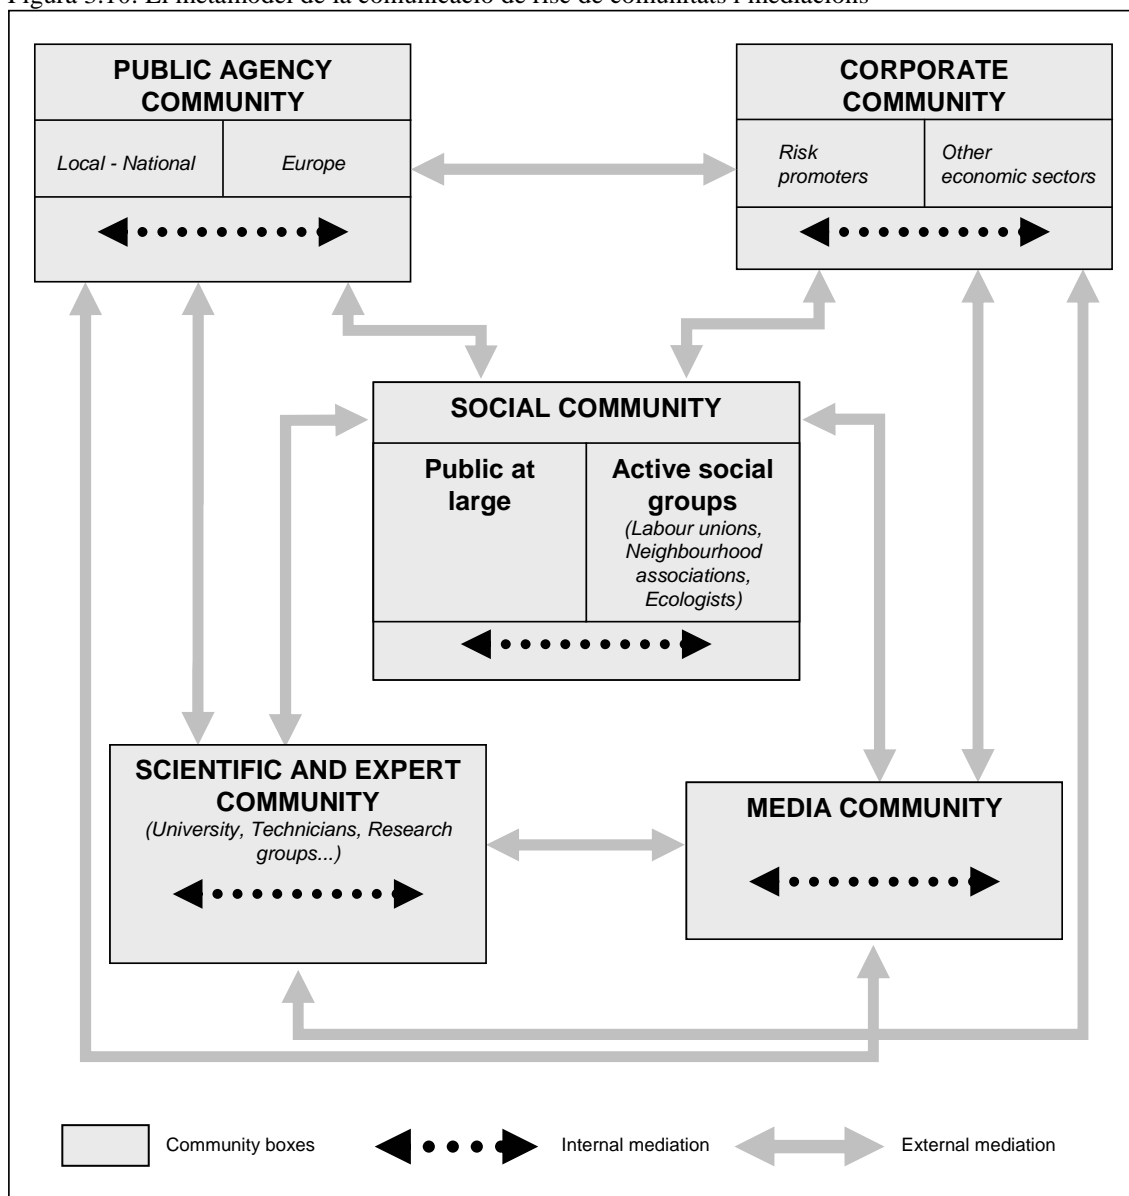 Figura 3.10: El metamodel de la comunicació de risc de comunitats i mediacions
PUBLIC AGENCY
COMMUNITY
Local - National
Europe
CORPORATE
COMMUNITY
Risk
promoters
Other
economic sectors
SOCIAL COMMUNITY
Public at
large
Active social
groups
(Labour unions,
Neighbourhood
associations,
Ecologists)
SCIENTIFIC AND EXPERT
COMMUNITY
(University, Technicians, Research
groups...)
MEDIA COMMUNITY
Community boxes
Internal mediation
External mediation